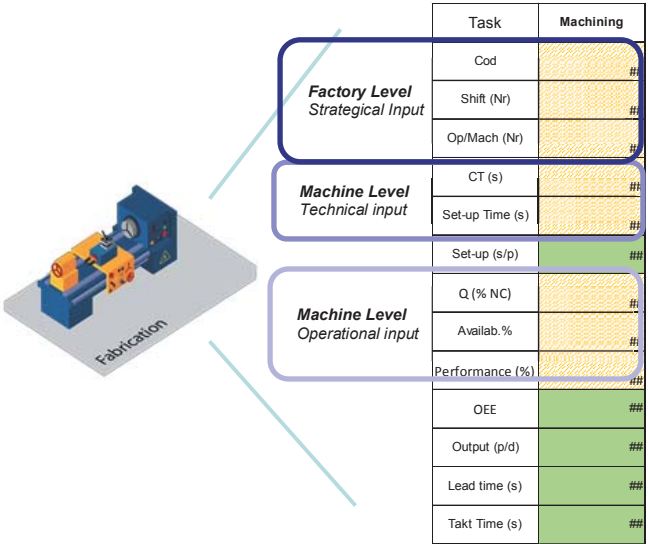 Task Machining
Cod ##
Factory Level
Strategical Input
Shift (Nr) ##
Op/Mach (Nr) ##
CT (s) ##
Machine Level
Technical input
Set-up Time (s) ##
Set-up (s/p) ##
Q (% NC) ##
Machine Level
Operational input
Availab.% ##
Performance (%) ##
Fabrication
OEE ##
Output (p/d) ##
Lead time (s) ##
Takt Time (s) ##